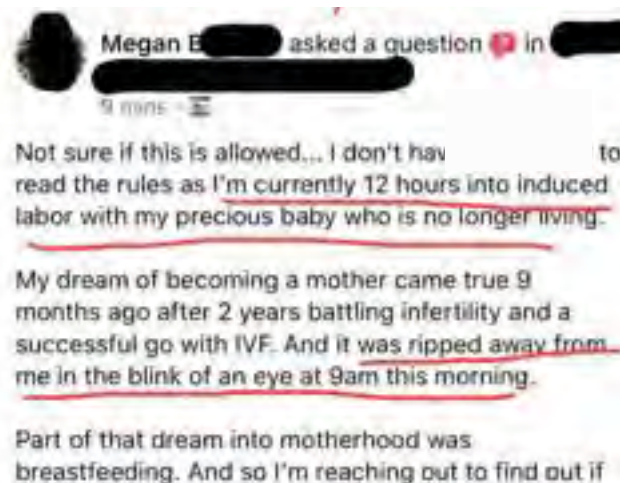 Megan B asked a question in
9 mins
Not sure if this is allowed... I don't hav to
read the rules as I'm currently 12 hours into induced
labor with my precious baby who is no longer living.
My dream of becoming a mother came true 9
months ago after 2 years battling infertility and a
successful go with IVF. And it was ripped away from
me in the blink of an eye at 9am this morning.
Part of that dream into motherhood was
breastfeeding. And so I'm reaching out to find out if